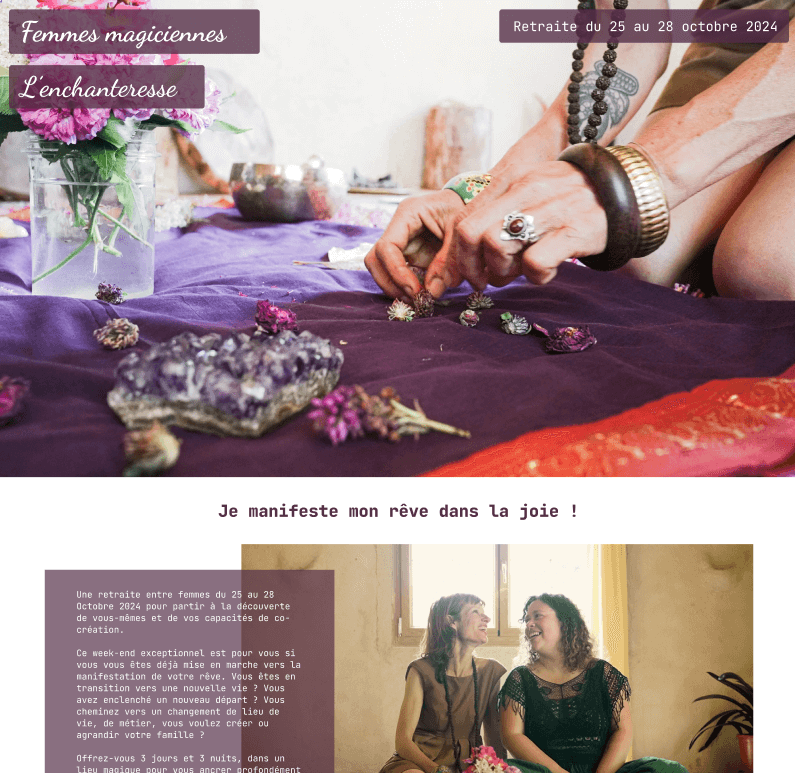 Femmes magiciennes
Retraite du 25 au 28 octobre 2024
L'enchanteresse
Je manifeste mon rêve dans la joie !
Une retraite entre femmes du 25 au 28
Octobre 2024 pour partir à la découverte
de vous-mêmes et de vos capacités de co-
création.
Ce week-end exceptionnel est pour vous si
vous vous êtes déjà mise en marche vers la
manifestation de votre rêve. Vous êtes en
transition vers une nouvelle vie ? Vous
avez enclenché un nouveau départ ? Vous
cheminez vers un changement de lieu de
vie, de métier, vous voulez créer ou
agrandir votre famille ?
Offrez-vous 3 jours et 3 nuits, dans un
lieu magique pour vous ancrer profondément